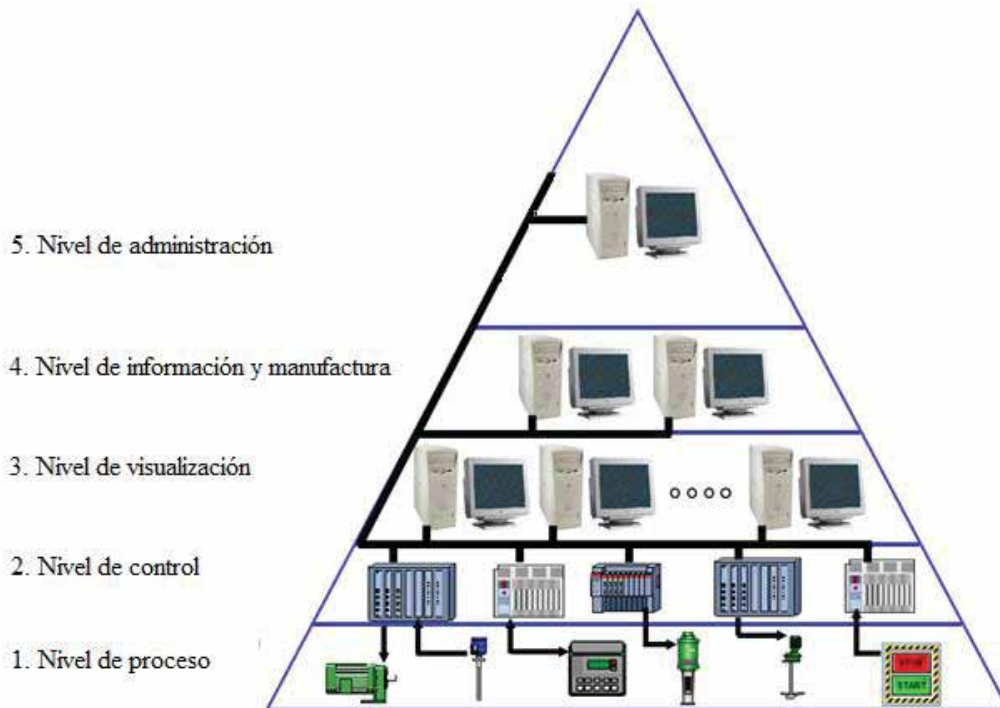 5. Nivel de administración
4. Nivel de información y manufactura
3. Nivel de visualización
2. Nivel de control
1. Nivel de proceso
STOP
START